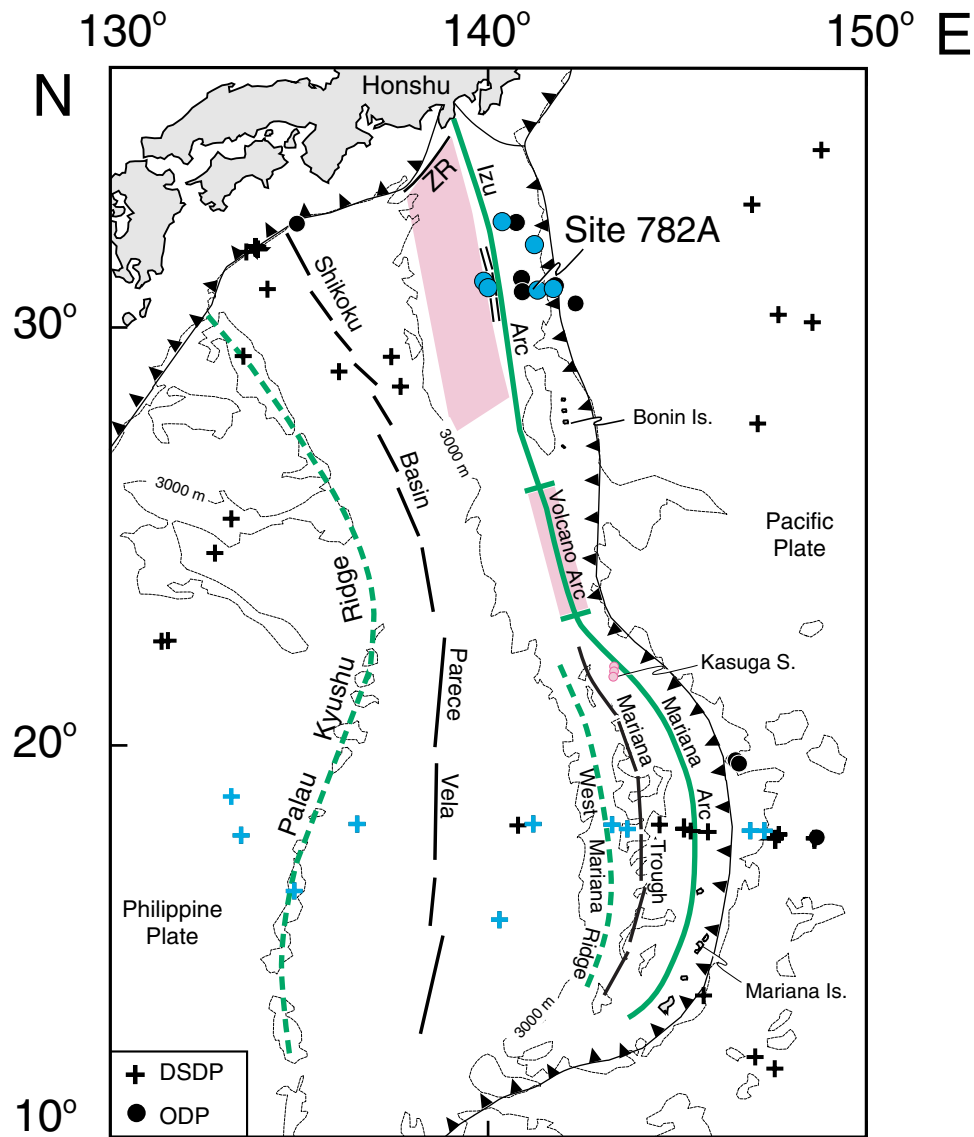 130° 140° 150° E
N
Honshu
ZR
Izu
Site 782A
Shikoku
30°
Arc
Bonin Is.
3000 m
Basin
3000 m
Volcano Arc
Pacific
Plate
Ridge
Kasuga S.
Parece
Kyushu
Mariana
Mariana
20°
West
Vela
Arc
Palau
Trough
Mariana
Philippine
Plate
Ridge
Mariana Is.
3000 m
DSDP
ODP
10°